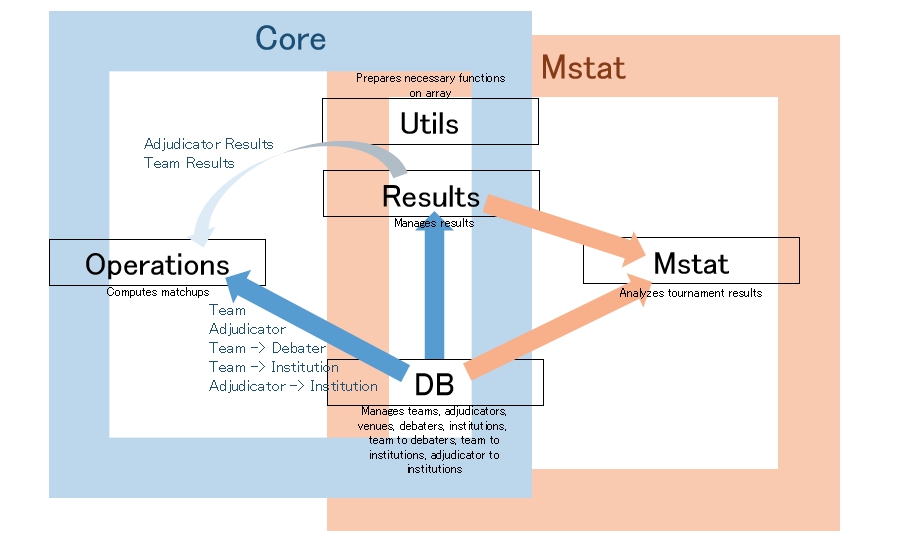 Core
Mstat
Prepares necessary functions
on array
Utils
Adjudicator Results
Team Results
Results
Manages results
Operations
Computes matchups
Mstat
Analyzes tournament results
Team
Adjudicator
Team -> Debater
Team -> Institution
Adjudicator -> Institution
DB
Manages teams, adjudicators,
venues, debaters, institutions,
team to debaters, team to
institutions, adjudicator to
institutions